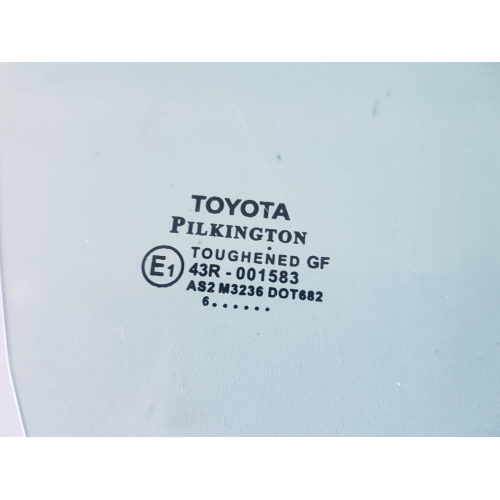 TOYOTA
PILKINGTON
TOUGHENED GF
E1 43R - 001583
AS2 M3236 DOT682
6......